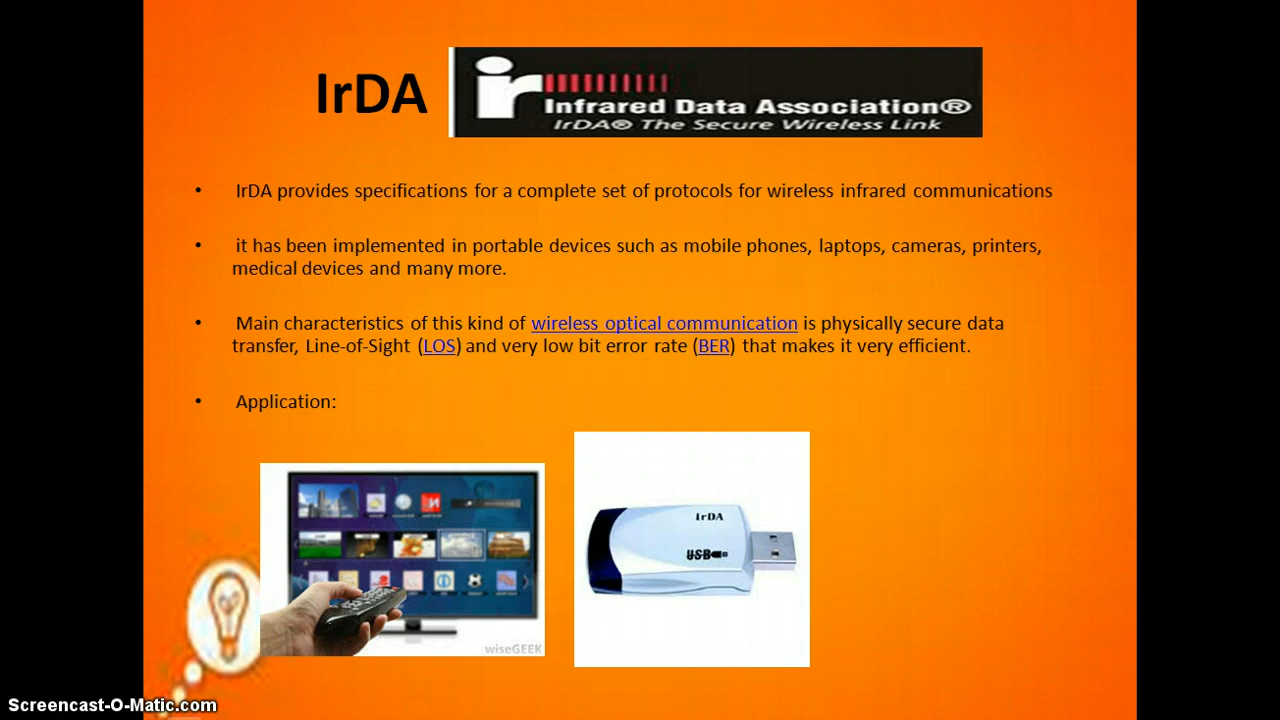 IrDA
ir
Infrared Data Association®
IrDA® The Secure Wireless Link
• IrDA provides specifications for a complete set of protocols for wireless infrared communications
• it has been implemented in portable devices such as mobile phones, laptops, cameras, printers,
medical devices and many more.
• Main characteristics of this kind of wireless optical communication is physically secure data
transfer, Line-of-Sight (LOS) and very low bit error rate (BER) that makes it very efficient.
• Application:
IrDA
USB
wiseGEEK
Screencast-O-Matic.com